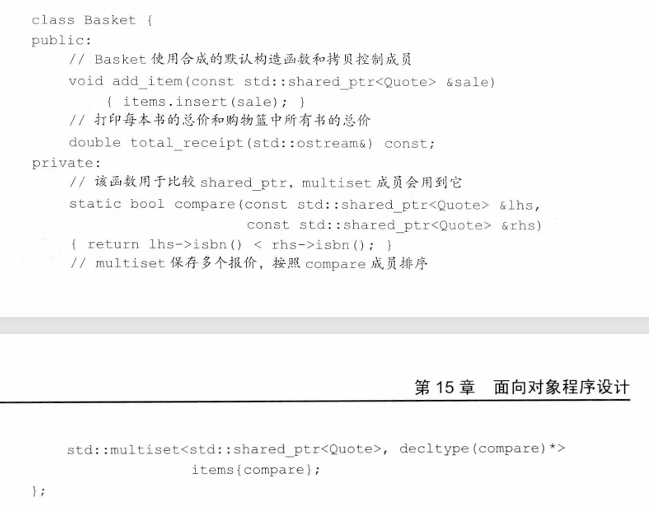 class Basket {
public:
// Basket 使用合成的默认构造函数和拷贝控制成员
void add_item(const std::shared_ptr<Quote> &sale)
{ items.insert(sale); }
// 打印每本书的总价和购物篮中所有书的总价
double total_receipt(std::ostream&) const;
private:
// 该函数用于比较 shared_ptr，multiset 成员会用到它
static bool compare(const std::shared_ptr<Quote> &lhs,
const std::shared_ptr<Quote> &rhs)
{ return lhs->isbn() < rhs->isbn(); }
// multiset 保存多个报价，按照 compare 成员排序
第 15 章 面向对象程序设计
std::multiset<std::shared_ptr<Quote>, decltype(compare)*>
items{compare};
};